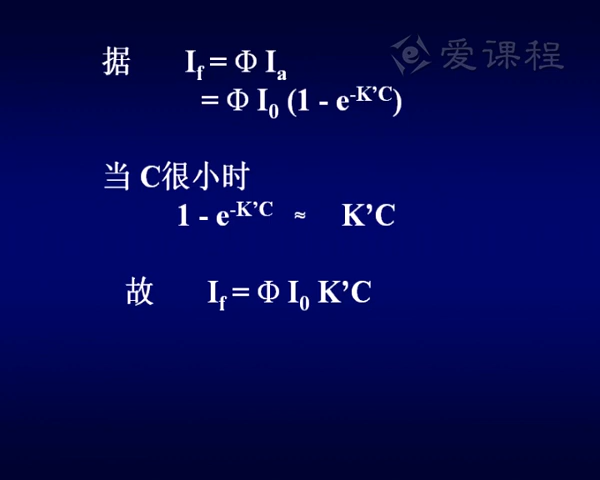 爱课程
据 If = Φ Ia
= Φ I0 (1 - e-K’C)
当 C很小时
1 - e-K’C ≈ K’C
故 If = Φ I0 K’C